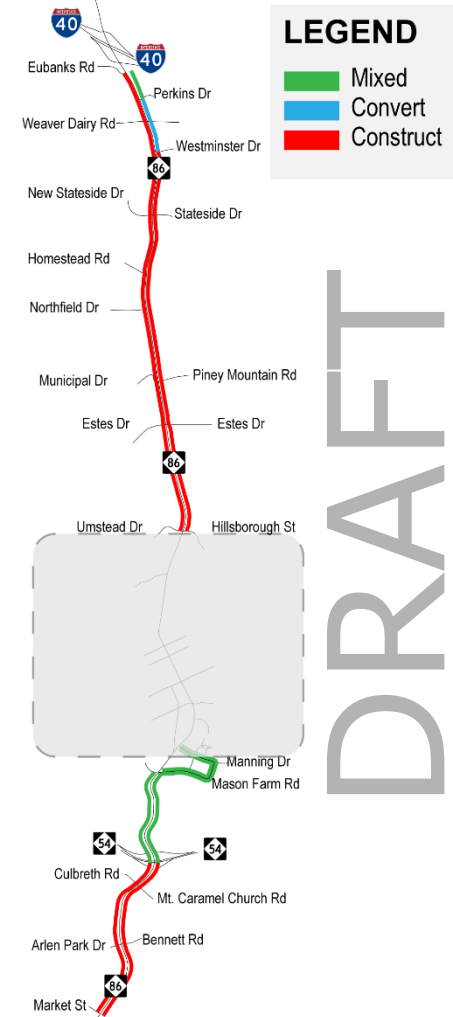 LEGEND
Mixed
Convert
Construct
INTERSTATE
40
INTERSTATE
40
Eubanks Rd
Perkins Dr
Weaver Dairy Rd
Westminster Dr
86
New Stateside Dr
Stateside Dr
Homestead Rd
Northfield Dr
Municipal Dr
Piney Mountain Rd
Estes Dr
Estes Dr
86
Umstead Dr
Hillsborough St
DRAFT
Manning Dr
Mason Farm Rd
54
54
Culbreth Rd
Mt. Caramel Church Rd
Arlen Park Dr
Bennett Rd
86
Market St